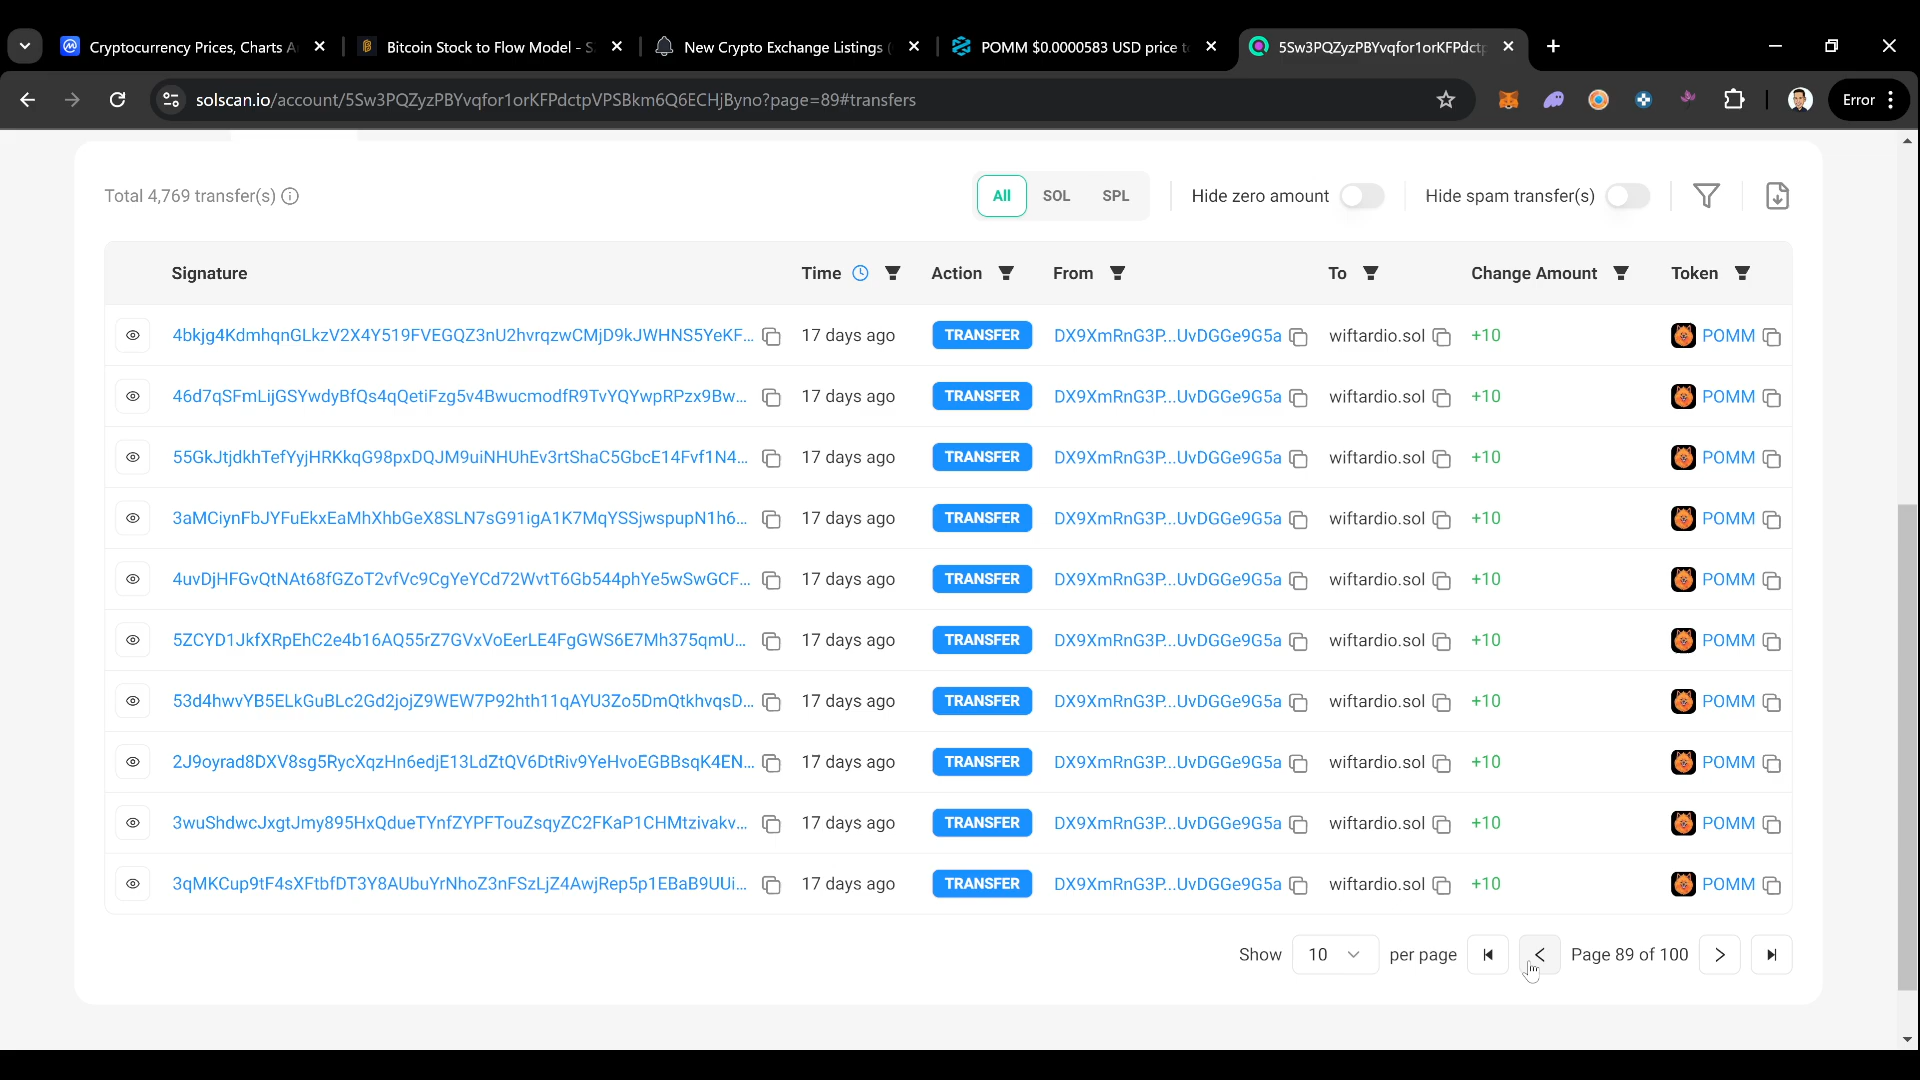 Cryptocurrency Prices, Charts A
Bitcoin Stock to Flow Model - S
New Crypto Exchange Listings (
POMM $0.0000583 USD price t
5Sw3PQZyzPBYvqfor1orKFPdctp
solscan.io/account/5Sw3PQZyzPBYvqfor1orKFPdctpVPSBkm6Q6ECHjByno?page=89#transfers
Error
Total 4,769 transfer(s)
All SOL SPL Hide zero amount Hide spam transfer(s)
Signature Time Action From To Change Amount Token
4bkjg4KdmhqnGLkzV2X4Y519FVEGQZ3nU2hvrqzwCMjD9kJWHNS5YeKF... 17 days ago TRANSFER DX9XmRnG3P...UvDGGe9G5a wiftardio.sol +10 POMM
46d7qSFmLijGSYwdyBfQs4qQetiFzg5v4BwucmodfR9TvYQYwpRPzx9Bw... 17 days ago TRANSFER DX9XmRnG3P...UvDGGe9G5a wiftardio.sol +10 POMM
55GkJtjdkhTefYyjHRKkqG98pxDQJM9uiNHUhEv3rtShaC5GbcE14Fvf1N4... 17 days ago TRANSFER DX9XmRnG3P...UvDGGe9G5a wiftardio.sol +10 POMM
3aMCiynFbJYFuEkxEaMhXhbGeX8SLN7sG91igA1K7MqYSSjwspupN1h6... 17 days ago TRANSFER DX9XmRnG3P...UvDGGe9G5a wiftardio.sol +10 POMM
4uvDjHFGvQtNAt68fGZoT2vfVc9CgYeYCd72WvtT6Gb544phYe5wSwGCF... 17 days ago TRANSFER DX9XmRnG3P...UvDGGe9G5a wiftardio.sol +10 POMM
5ZCYD1JkfXRpEhC2e4b16AQ55rZ7GVxVoEerLE4FgGWS6E7Mh375qmU... 17 days ago TRANSFER DX9XmRnG3P...UvDGGe9G5a wiftardio.sol +10 POMM
53d4hwvYB5ELkGuBLc2Gd2jojZ9WEW7P92hth11qAYU3Zo5DmQtkhvqsD... 17 days ago TRANSFER DX9XmRnG3P...UvDGGe9G5a wiftardio.sol +10 POMM
2J9oyrad8DXV8sg5RycXqzHn6edjE13LdZtQV6DtRiv9YeHvoEGBBsqK4EN... 17 days ago TRANSFER DX9XmRnG3P...UvDGGe9G5a wiftardio.sol +10 POMM
3wuShdwcJxgtJmy895HxQdueTYnfZYPFTouZsqyZC2FKaP1CHMtzivakv... 17 days ago TRANSFER DX9XmRnG3P...UvDGGe9G5a wiftardio.sol +10 POMM
3qMKCup9tF4sXFtbfDT3Y8AUbuYrNhoZ3nFSzLjZ4AwjRep5p1EBaB9UUi... 17 days ago TRANSFER DX9XmRnG3P...UvDGGe9G5a wiftardio.sol +10 POMM
Show 10 per page Page 89 of 100